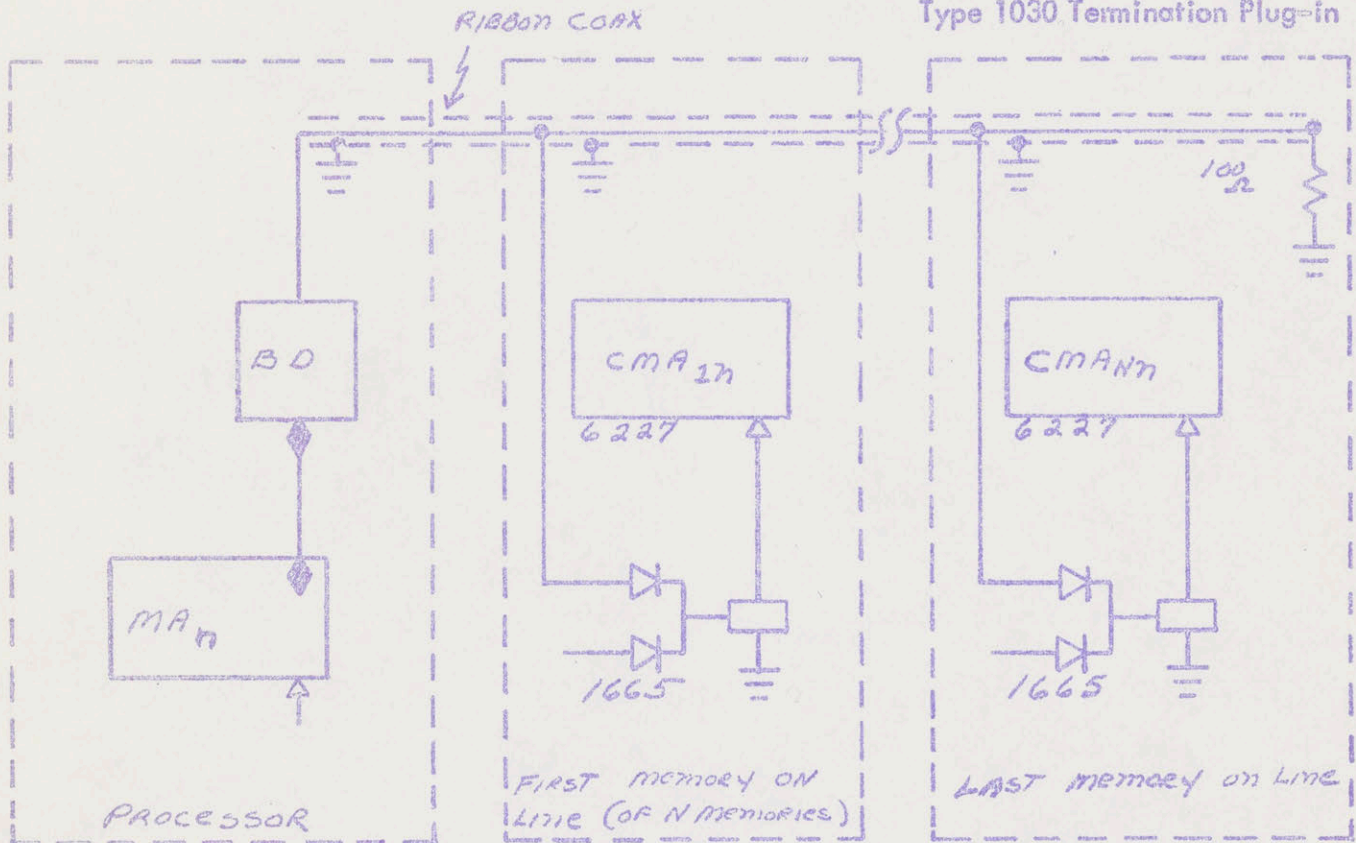 RIBBON COAX
Type 1030 Termination Plug-in
100
Ω
BD
CMA1n
CMANn
6227
6227
MAn
1665
1665
FIRST MEMORY ON
LINE (OF N MEMORIES)
LAST MEMORY ON LINE
PROCESSOR